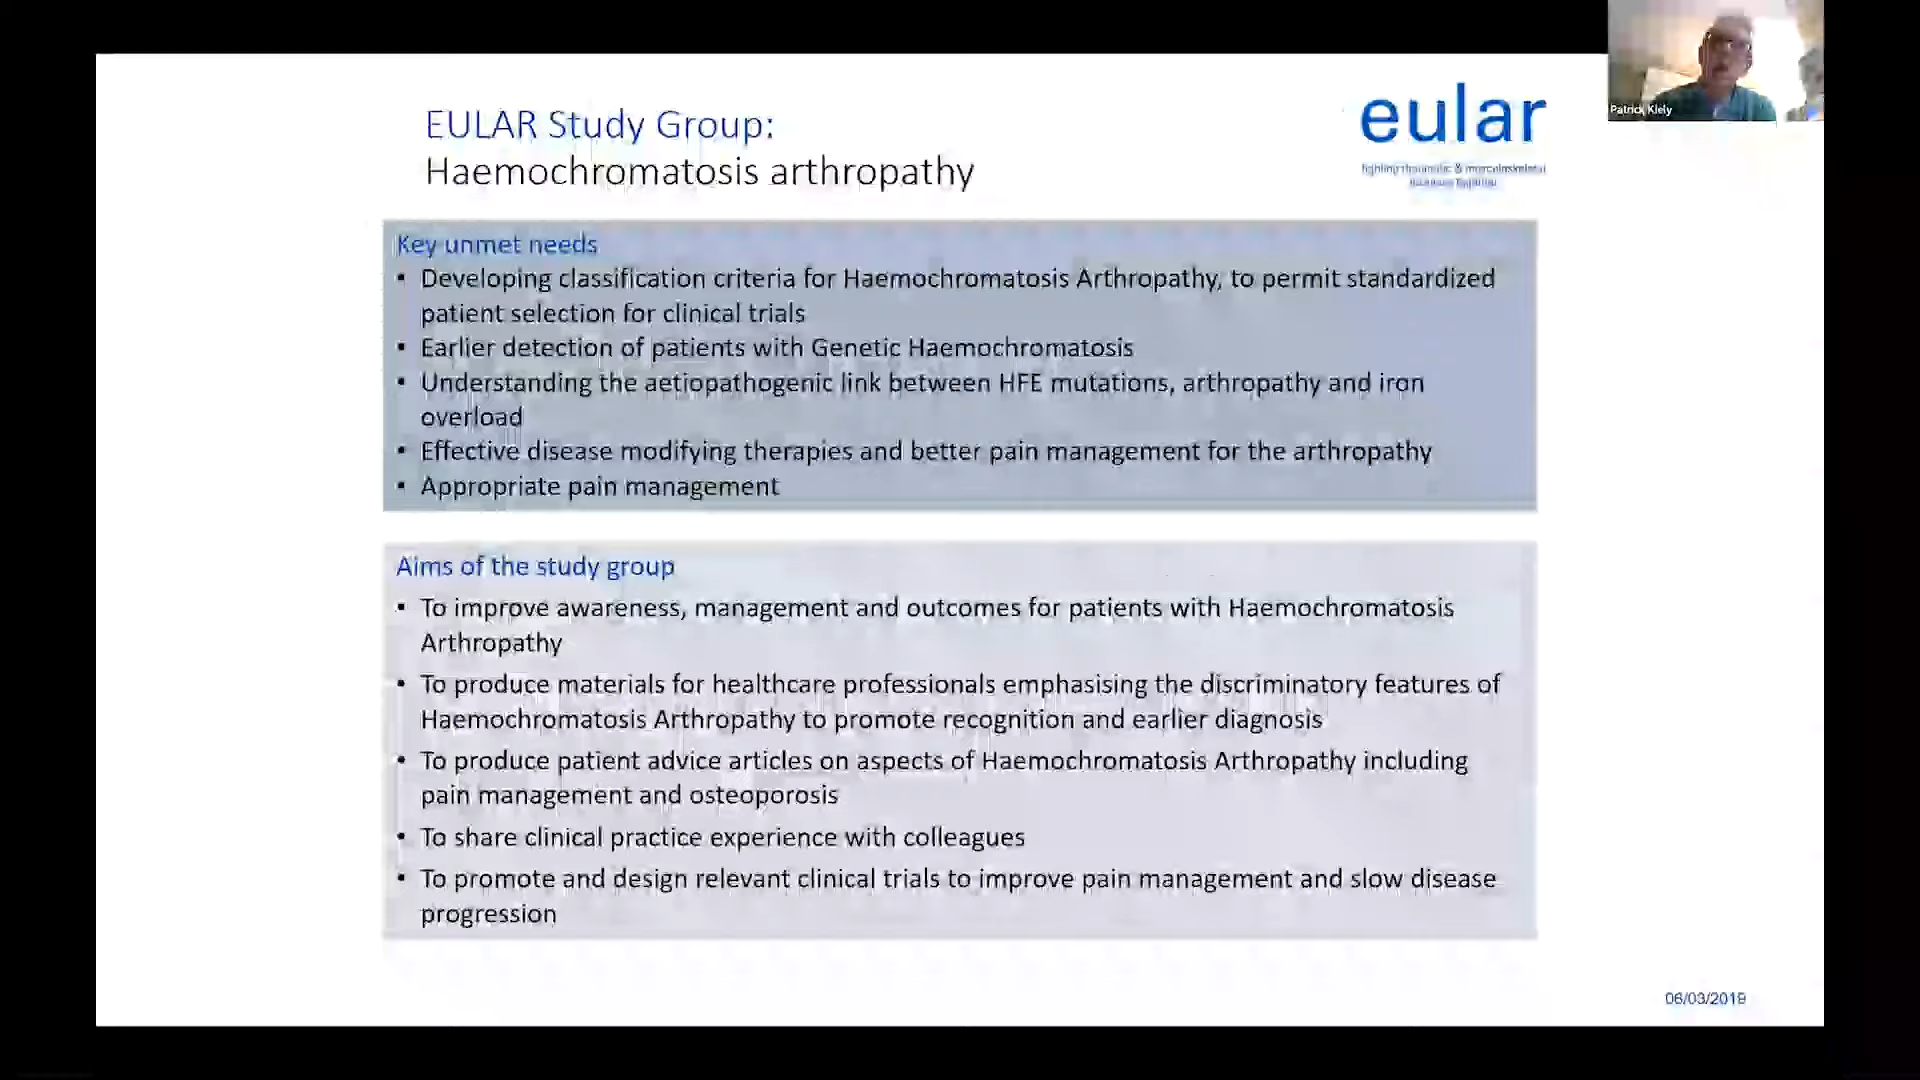 Patrick Kiely
EULAR Study Group:
Haemochromatosis arthropathy
eular
fighting rheumatic & musculoskeletal
diseases together
Key unmet needs
• Developing classification criteria for Haemochromatosis Arthropathy, to permit standardized
patient selection for clinical trials
• Earlier detection of patients with Genetic Haemochromatosis
• Understanding the aetiopathogenic link between HFE mutations, arthropathy and iron
overload
• Effective disease modifying therapies and better pain management for the arthropathy
• Appropriate pain management
Aims of the study group
• To improve awareness, management and outcomes for patients with Haemochromatosis
Arthropathy
• To produce materials for healthcare professionals emphasising the discriminatory features of
Haemochromatosis Arthropathy to promote recognition and earlier diagnosis
• To produce patient advice articles on aspects of Haemochromatosis Arthropathy including
pain management and osteoporosis
• To share clinical practice experience with colleagues
• To promote and design relevant clinical trials to improve pain management and slow disease
progression
06/03/2019